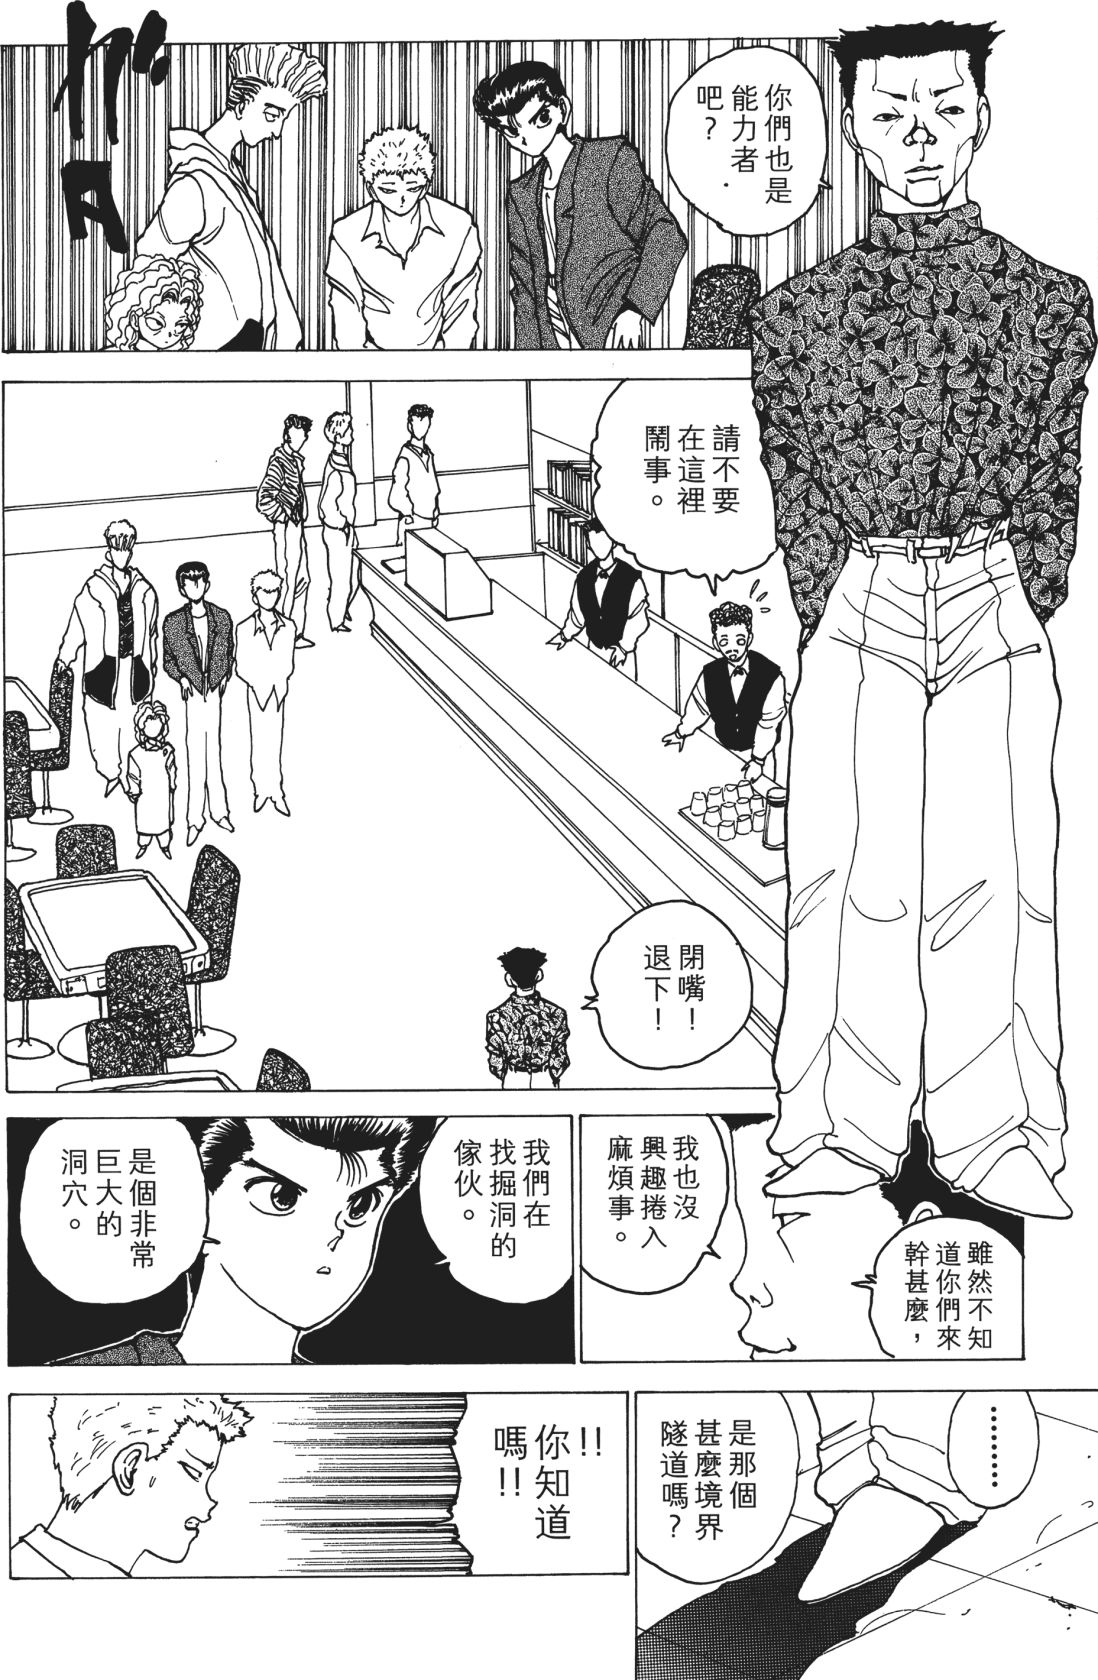 你們也是
能力者
吧？
請不要
在這裡
鬧事。
閉嘴！
退下！
雖然不知
道你們來
幹甚麼，
我也沒
興趣捲入
麻煩事。
我們在
找掘洞的
傢伙。
是個非常
巨大的
洞穴。
………
是那個
甚麼境界
隧道嗎？
!!
你知道
嗎!!